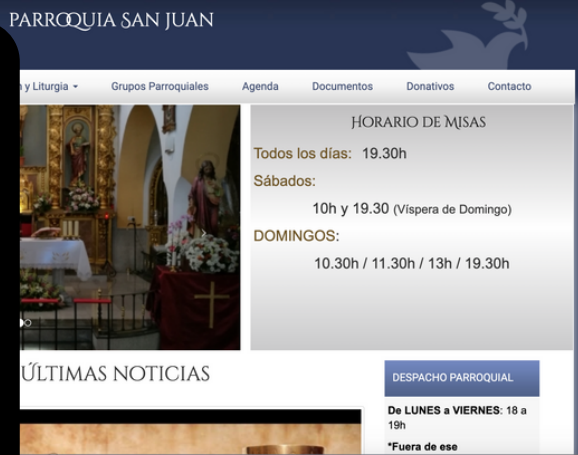 PARROQUIA SAN JUAN
y Liturgia
Grupos Parroquiales
Agenda
Documentos
Donativos
Contacto
HORARIO DE MISAS
Todos los días: 19.30h
Sábados:
10h y 19.30 (Víspera de Domingo)
DOMINGOS:
10.30h / 11.30h / 13h / 19.30h
ÚLTIMAS NOTICIAS
DESPACHO PARROQUIAL
De LUNES a VIERNES: 18 a
19h
*Fuera de ese